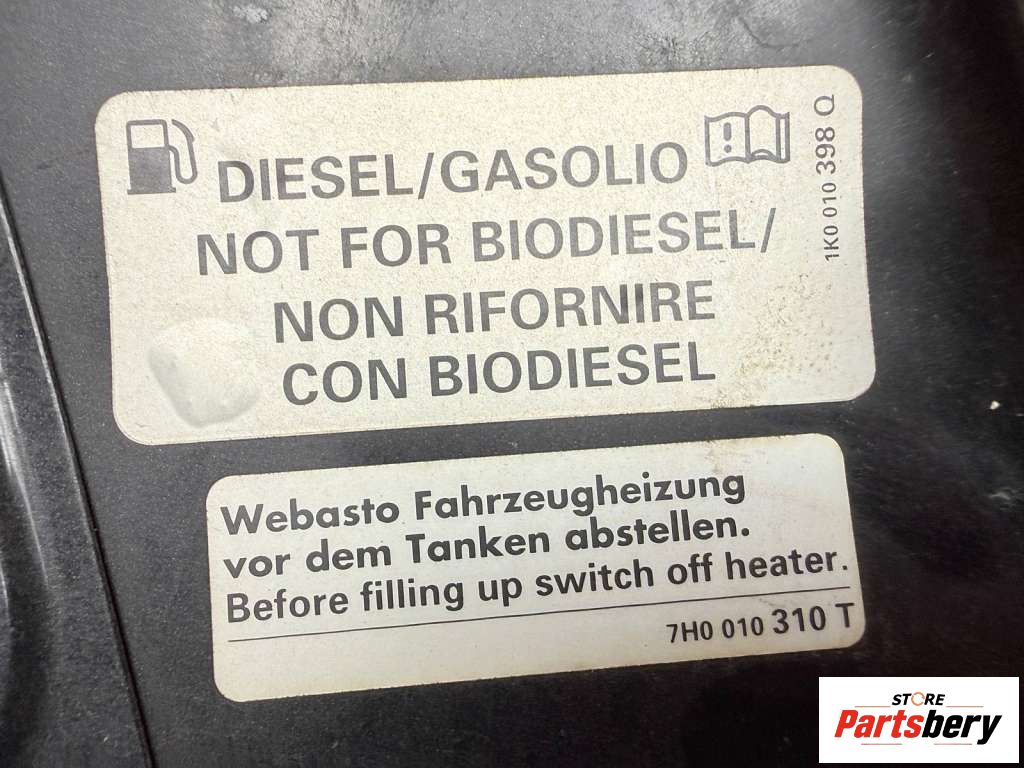 DIESEL/GASOLIO
NOT FOR BIODIESEL/
NON RIFORNIRE
CON BIODIESEL
1K0 010 398 Q
Webasto Fahrzeugheizung
vor dem Tanken abstellen.
Before filling up switch off heater.
7H0 010 310 T
STORE
Partsbery